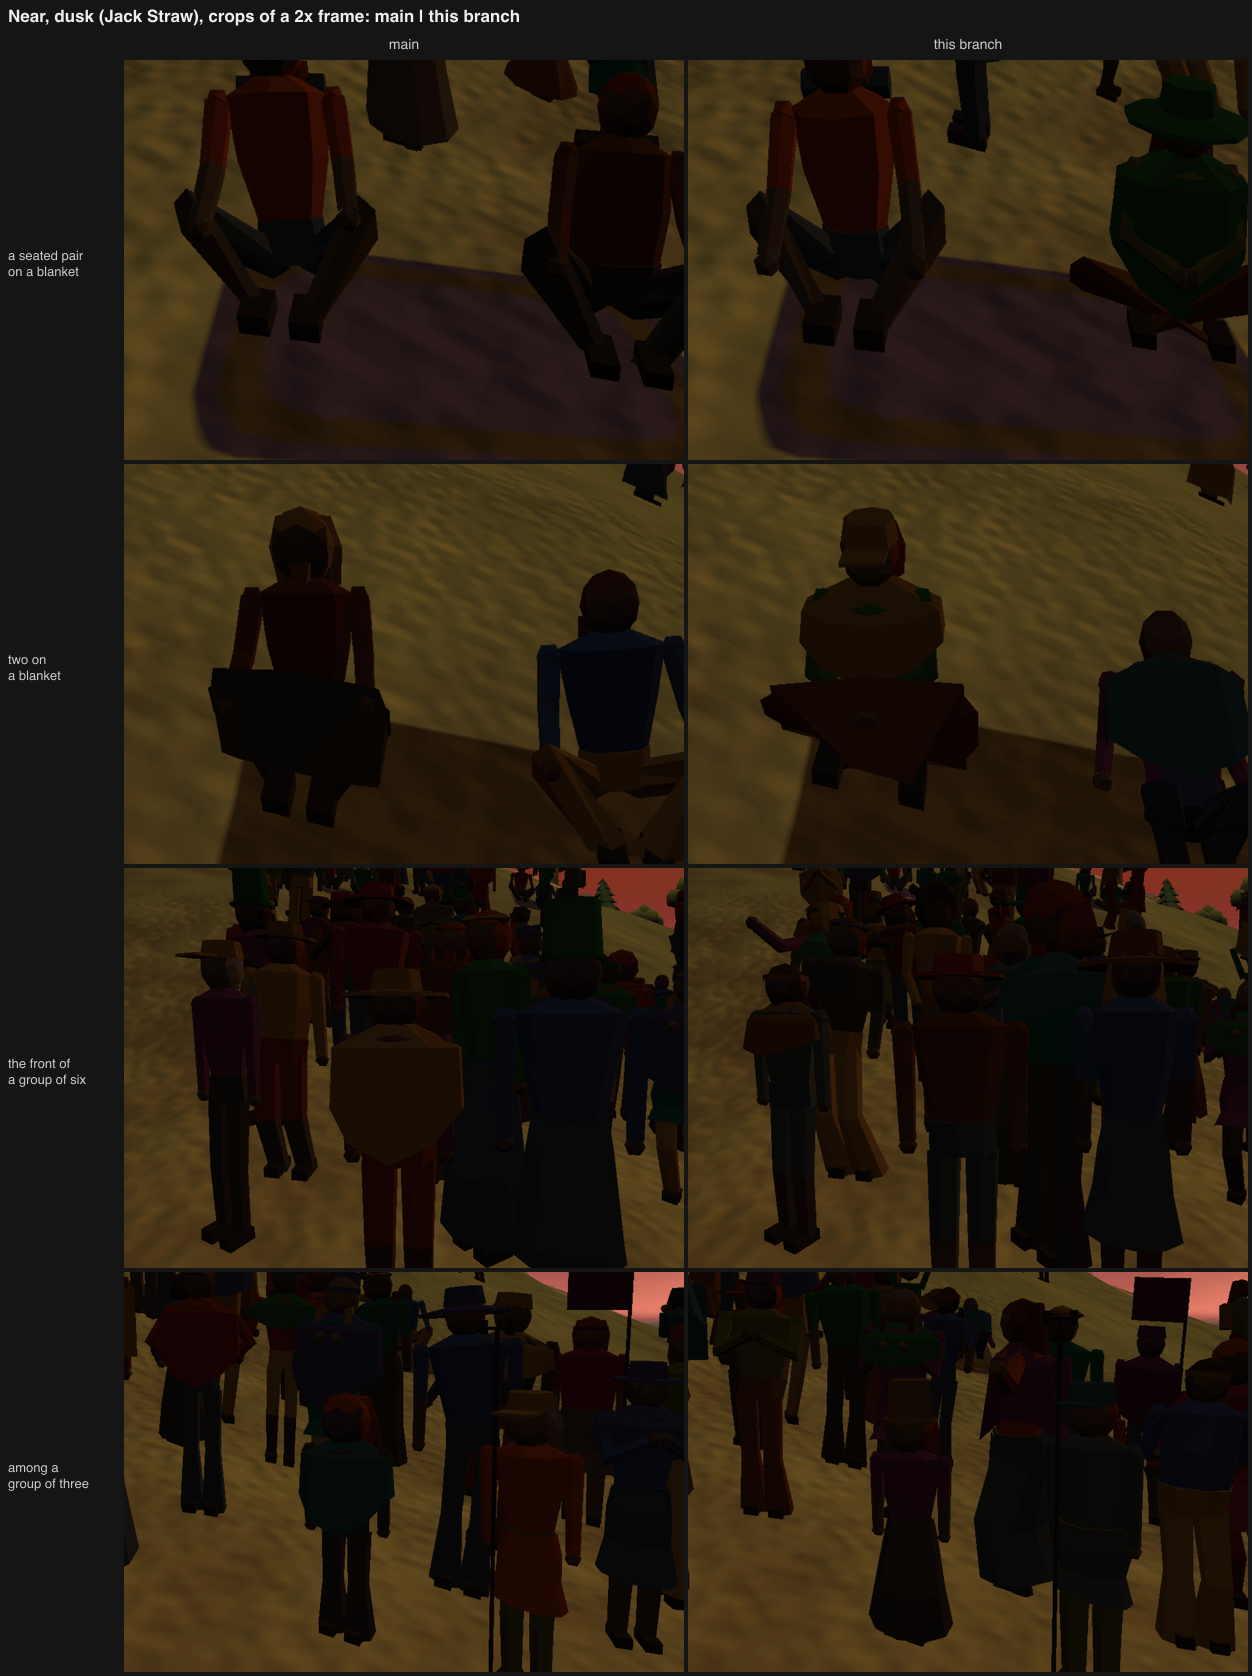 Near, dusk (Jack Straw), crops of a 2x frame: main | this branch
main
this branch
a seated pair
on a blanket
two on
a blanket
the front of
a group of six
among a
group of three